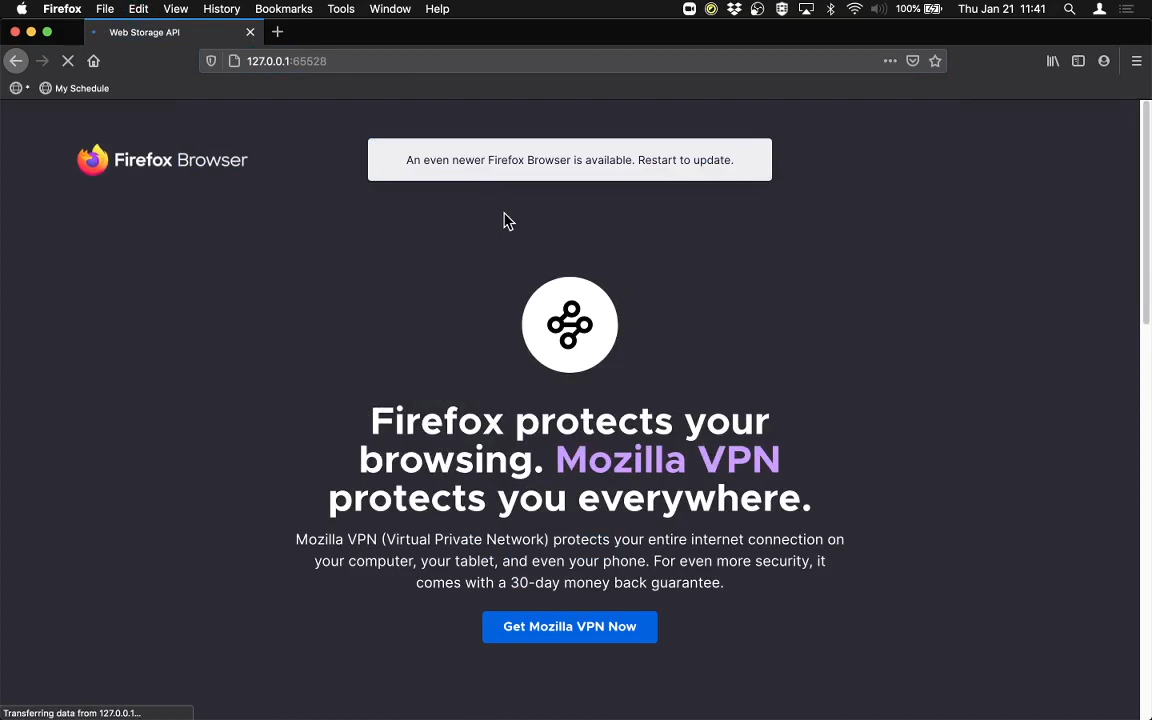 Firefox File Edit View History Bookmarks Tools Window Help 100% Thu Jan 21 11:41
Web Storage API
127.0.0.1:65528
My Schedule
Firefox Browser
An even newer Firefox Browser is available. Restart to update.
Firefox protects your
browsing. Mozilla VPN
protects you everywhere.
Mozilla VPN (Virtual Private Network) protects your entire internet connection on
your computer, your tablet, and even your phone. For even more security, it
comes with a 30-day money back guarantee.
Get Mozilla VPN Now
Transferring data from 127.0.0.1...